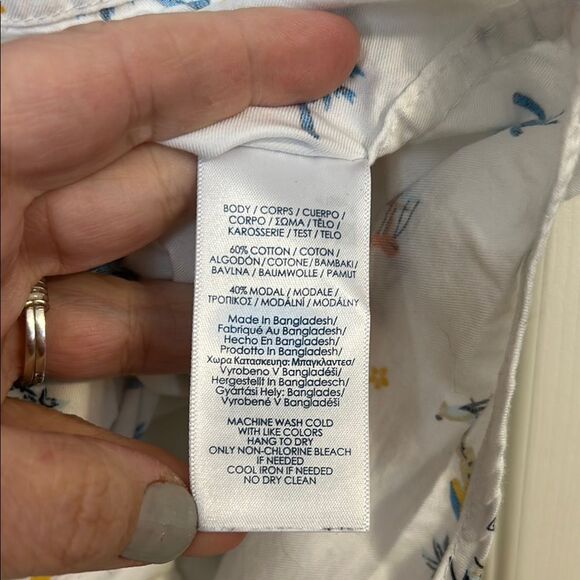 BODY / CORPS / CUERPO /
CORPO / ΣΩΜΑ / TĚLO /
KAROSSERIE / TEST / TELO
60% COTTON / COTON /
ALGODÓN / COTONE / BAMBAKI /
BAVLNA / BAUMWOLLE / PAMUT
40% MODAL / MODALE /
ΤΡΟΠΙΚΟΣ / MODÁLNÍ / MODÁLNY
Made In Bangladesh/
Fabriqué Au Bangladesh/
Hecho En Bangladesh/
Prodotto In Bangladesh/
Χωρα Κατασκευησ: Μπαγκλαντεσ/
Vyrobeno V Bangladéši/
Hergestellt In Bangladesch/
Gyártási Hely: Banglades/
Vyrobené V Bangladéši
MACHINE WASH COLD
WITH LIKE COLORS
HANG TO DRY
ONLY NON-CHLORINE BLEACH
IF NEEDED
COOL IRON IF NEEDED
NO DRY CLEAN